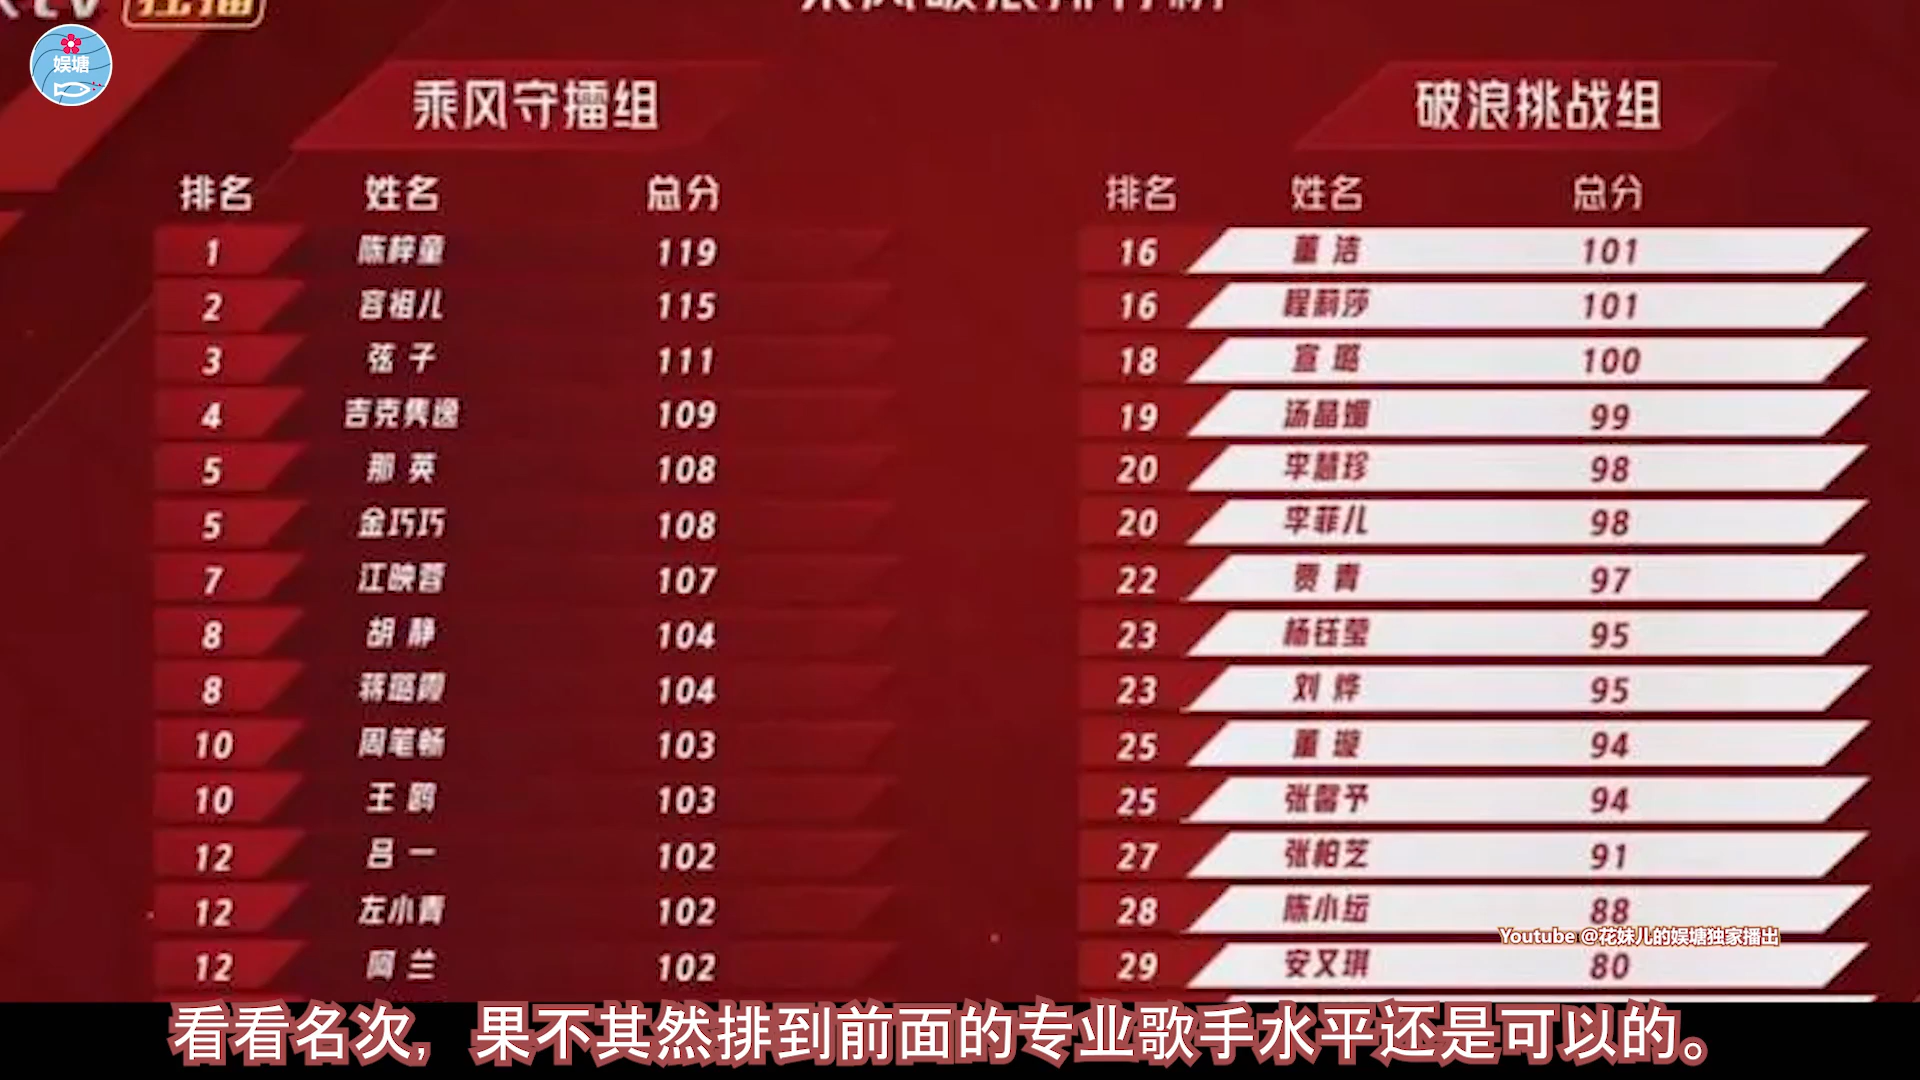 独播
娱塘
乘风守擂组
排名 姓名 总分
1 陈梓童 119
2 容祖儿 115
3 弦子 111
4 吉克隽逸 109
5 那英 108
5 金巧巧 108
7 江映蓉 107
8 胡静 104
8 蒋璐霞 104
10 周笔畅 103
10 王鸥 103
12 吕一 102
12 左小青 102
12 阿兰 102
破浪挑战组
排名 姓名 总分
16 董洁 101
16 程莉莎 101
18 宣璐 100
19 汤晶媚 99
20 李慧珍 98
20 李菲儿 98
22 贾青 97
23 杨钰莹 95
23 刘烨 95
25 董璇 94
25 张馨予 94
27 张柏芝 91
28 陈小纭 88
29 安又琪 80
Youtube @花妹儿的娱塘独家播出
看看名次，果不其然排到前面的专业歌手水平还是可以的。